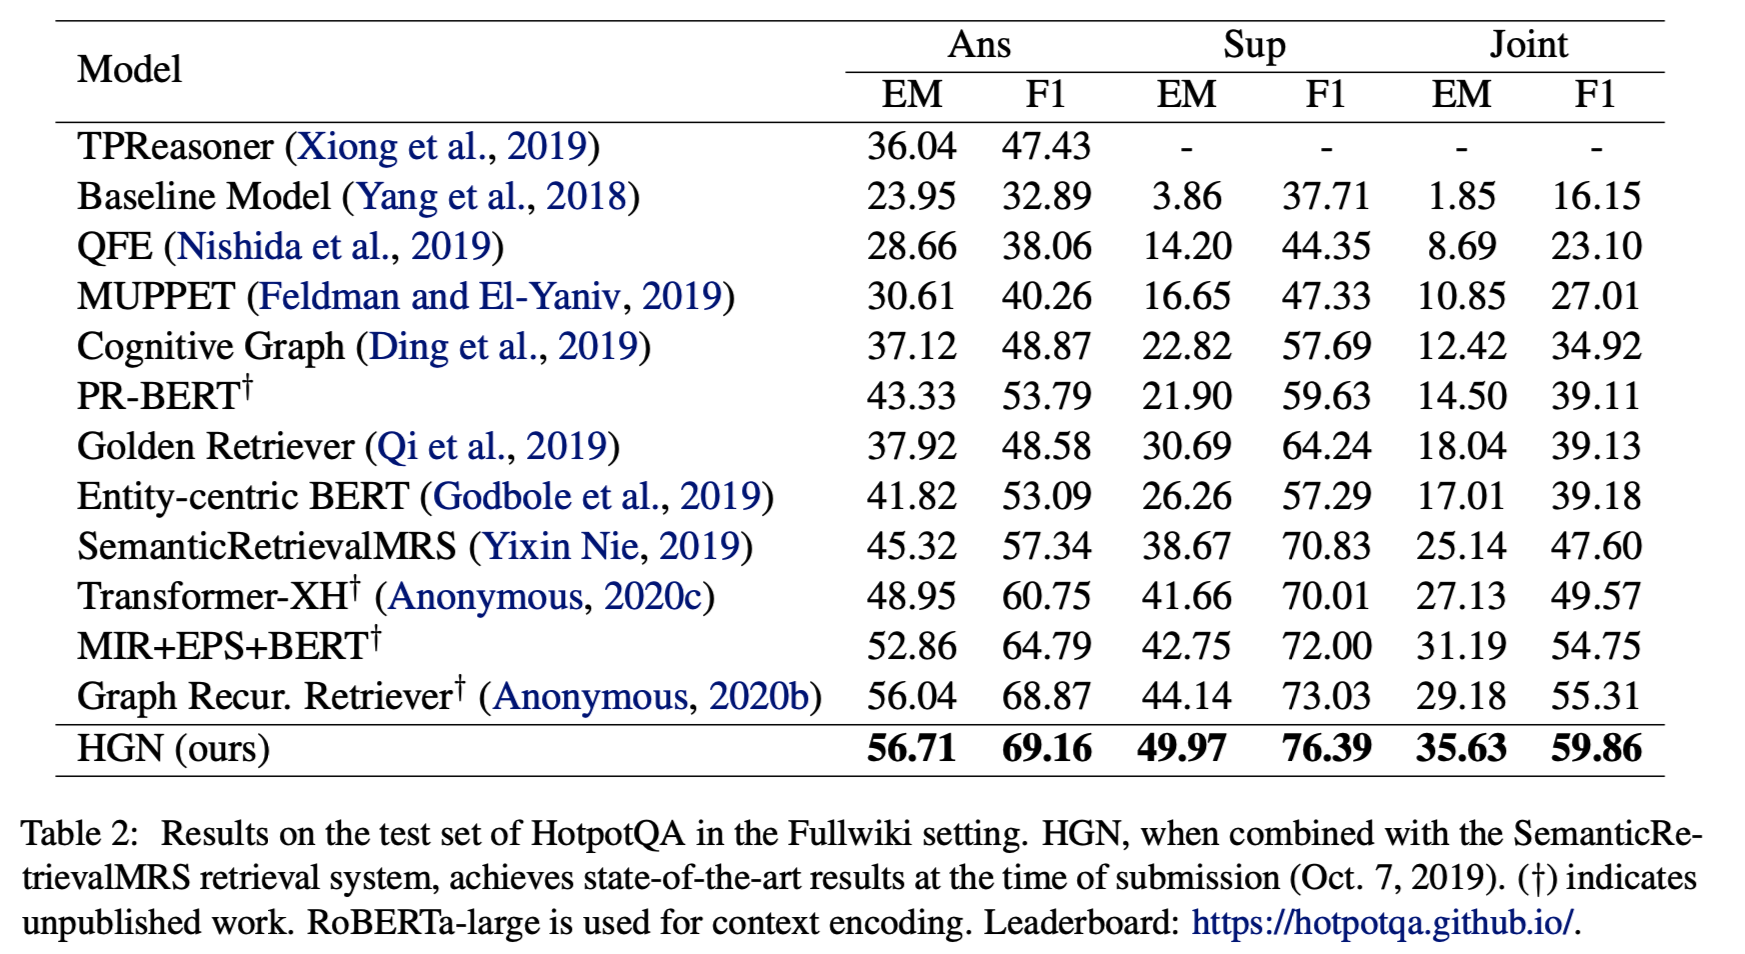 Model Ans Sup Joint
EM F1 EM F1 EM F1
TPReasoner (Xiong et al., 2019) 36.04 47.43 - - - -
Baseline Model (Yang et al., 2018) 23.95 32.89 3.86 37.71 1.85 16.15
QFE (Nishida et al., 2019) 28.66 38.06 14.20 44.35 8.69 23.10
MUPPET (Feldman and El-Yaniv, 2019) 30.61 40.26 16.65 47.33 10.85 27.01
Cognitive Graph (Ding et al., 2019) 37.12 48.87 22.82 57.69 12.42 34.92
PR-BERT† 43.33 53.79 21.90 59.63 14.50 39.11
Golden Retriever (Qi et al., 2019) 37.92 48.58 30.69 64.24 18.04 39.13
Entity-centric BERT (Godbole et al., 2019) 41.82 53.09 26.26 57.29 17.01 39.18
SemanticRetrievalMRS (Yixin Nie, 2019) 45.32 57.34 38.67 70.83 25.14 47.60
Transformer-XH† (Anonymous, 2020c) 48.95 60.75 41.66 70.01 27.13 49.57
MIR+EPS+BERT† 52.86 64.79 42.75 72.00 31.19 54.75
Graph Recur. Retriever† (Anonymous, 2020b) 56.04 68.87 44.14 73.03 29.18 55.31
HGN (ours) 56.71 69.16 49.97 76.39 35.63 59.86
Table 2: Results on the test set of HotpotQA in the Fullwiki setting. HGN, when combined with the SemanticRe-
trievalMRS retrieval system, achieves state-of-the-art results at the time of submission (Oct. 7, 2019). (†) indicates
unpublished work. RoBERTa-large is used for context encoding. Leaderboard: https://hotpotqa.github.io/.